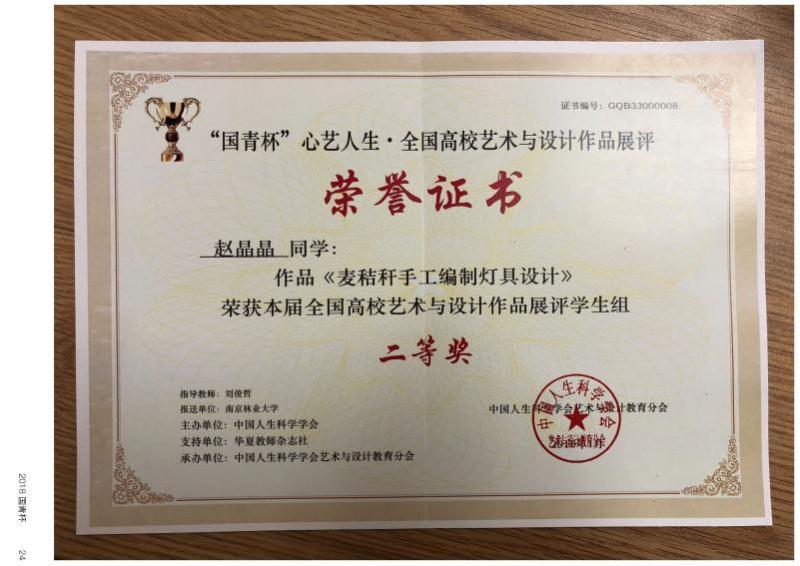 证书编号：GQB33000008
“国青杯”心艺人生·全国高校艺术与设计作品展评
荣誉证书
赵晶晶 同学：
作品《麦秸秆手工编制灯具设计》
荣获本届全国高校艺术与设计作品展评学生组
二等奖
指导教师：刘俊哲
报送单位：南京林业大学
主办单位：中国人生科学学会
支持单位：华夏教师杂志社
承办单位：中国人生科学学会艺术与设计教育分会
中国人生科学学会艺术与设计教育分会
中国人生科学学会
2018 国青杯
24